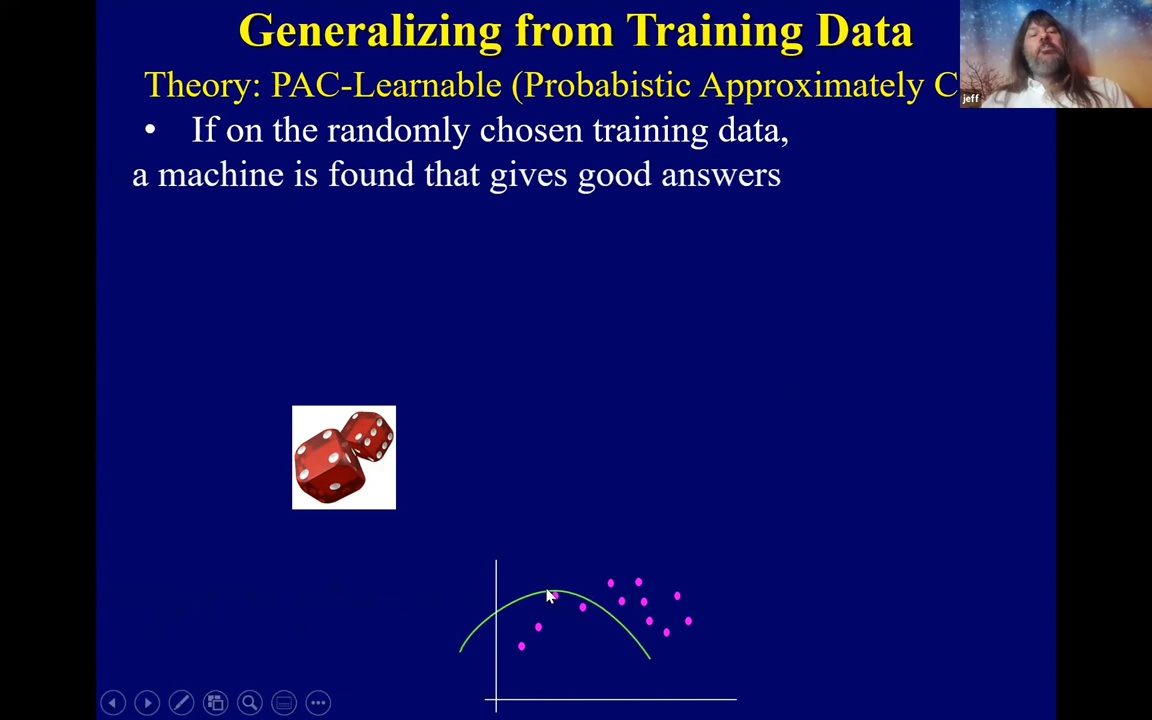 Generalizing from Training Data
Theory: PAC-Learnable (Probabistic Approximately C
• If on the randomly chosen training data,
a machine is found that gives good answers
jeff